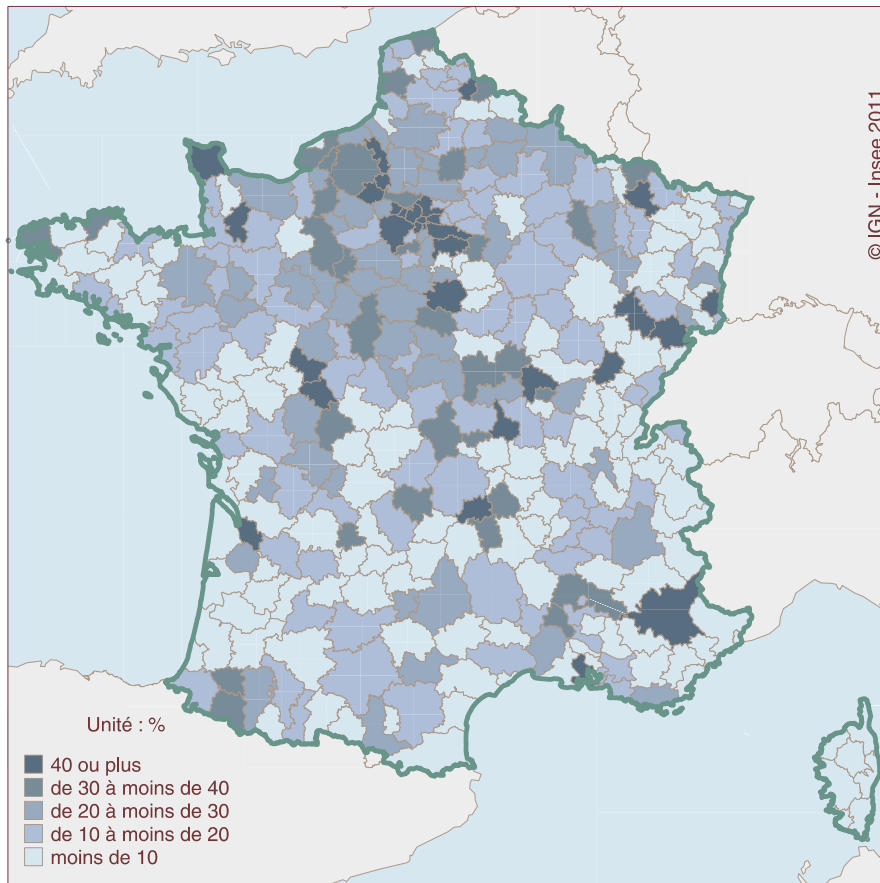 © IGN - Insee 2011
Unité : %
40 ou plus
de 30 à moins de 40
de 20 à moins de 30
de 10 à moins de 20
moins de 10